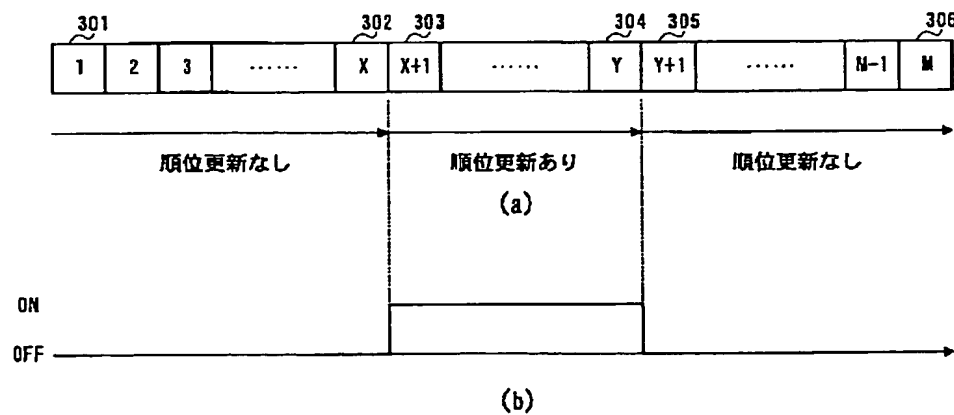 301 302 303 304 305 306
1 2 3 …… X X+1 …… Y Y+1 …… M-1 M
順位更新なし 順位更新あり 順位更新なし
(a)
ON
OFF
(b)